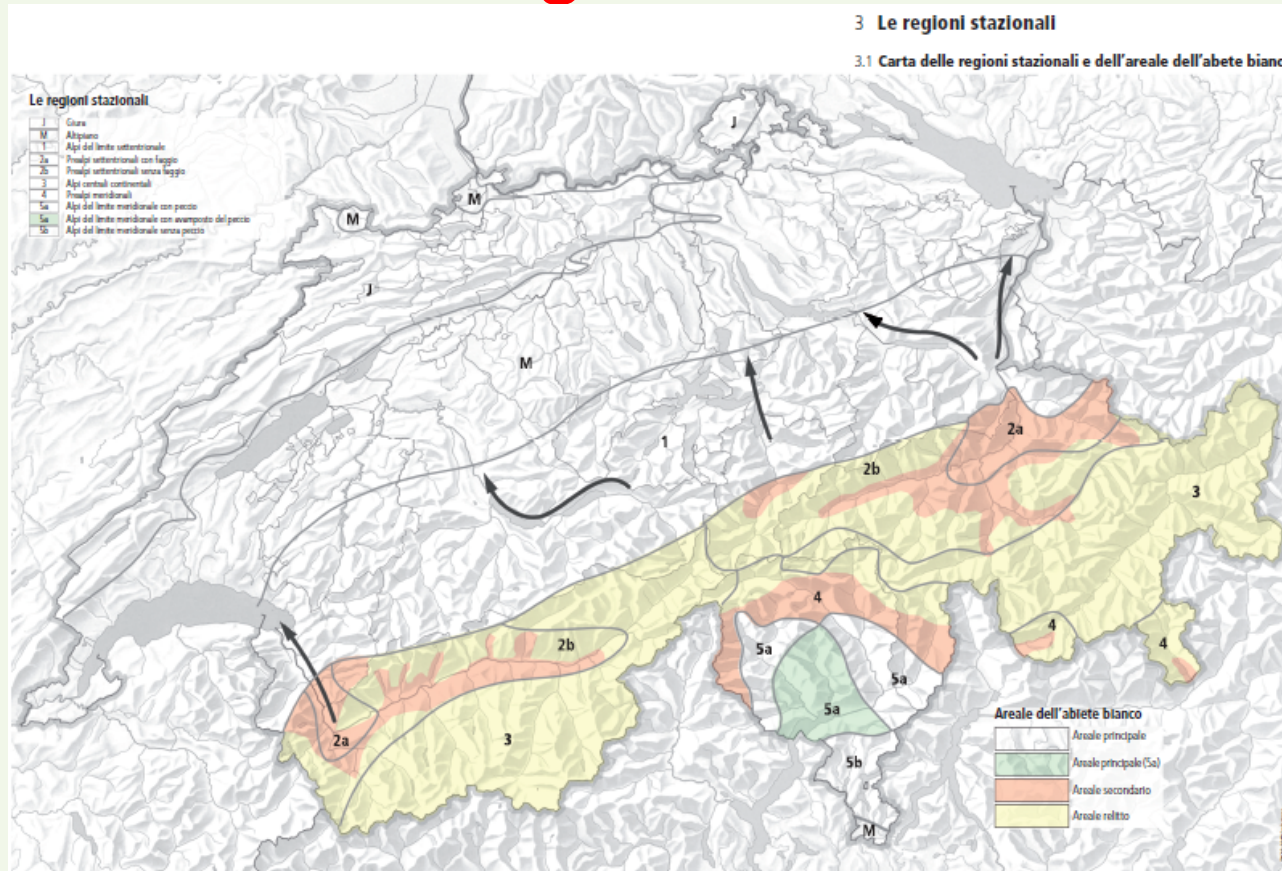 3 Le regioni stazionali
3.1 Carta delle regioni stazionali e dell'areale dell'abete bianc
Le regioni stazionali
J Giura
M Altipiano
1 Alpi del limite settentrionale
2a Prealpi settentrionali con faggio
2b Prealpi settentrionali senza faggio
3 Alpi centrali continentali
4 Prealpi meridionali
5a Alpi del limite meridionale con peccio
5a Alpi del limite meridionale con avamposto del peccio
5b Alpi del limite meridionale senza peccio
J
M
M
J
M
1
2a
2b
3
2b
4
4
4
5a
5a
5a
2a
3
5b
M
Areale dell'abiete bianco
Areale principale
Areale principale (5a)
Areale secondario
Areale relitto